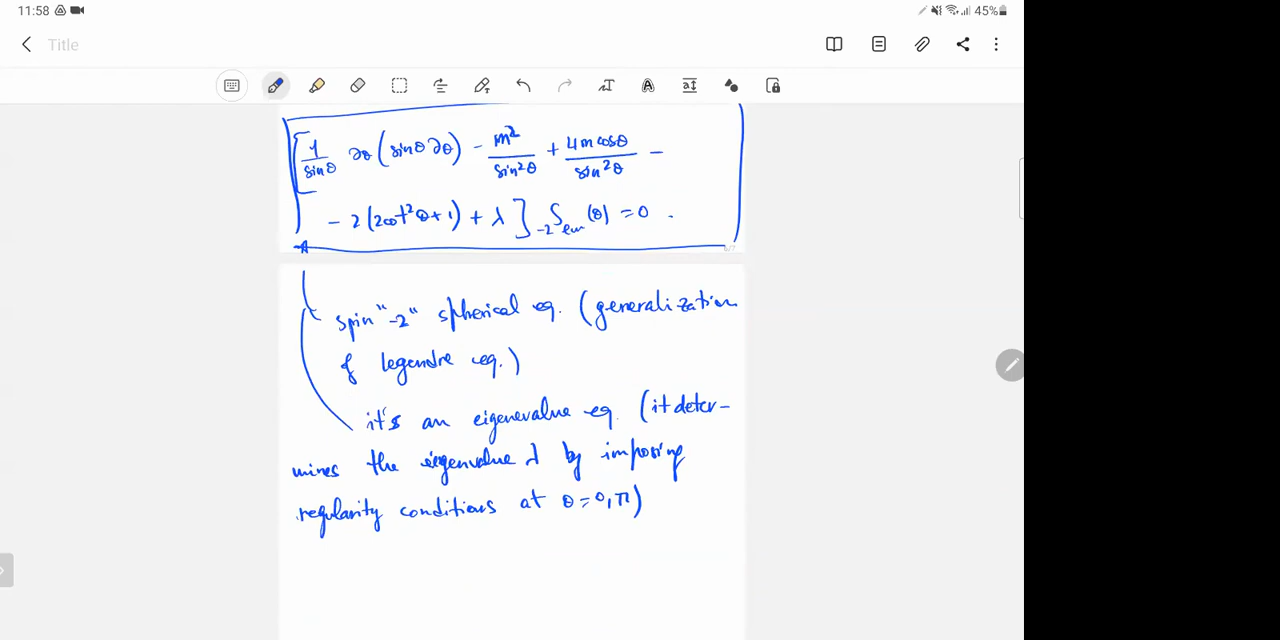 11:58
45%
Title
[ 1/sinθ ∂θ (sinθ ∂θ) - m²/sin²θ + 4m cosθ/sin²θ -
- 2 (2cot²θ + 1) + λ ] ₋₂Sₗₘ(θ) = 0 .
spin "-2" spherical eq. (generalization
of legendre eq.)
it's an eigenevalue eq. (it deter-
mines the eigenvalue λ by imposing
regularity conditions at θ = 0, π)